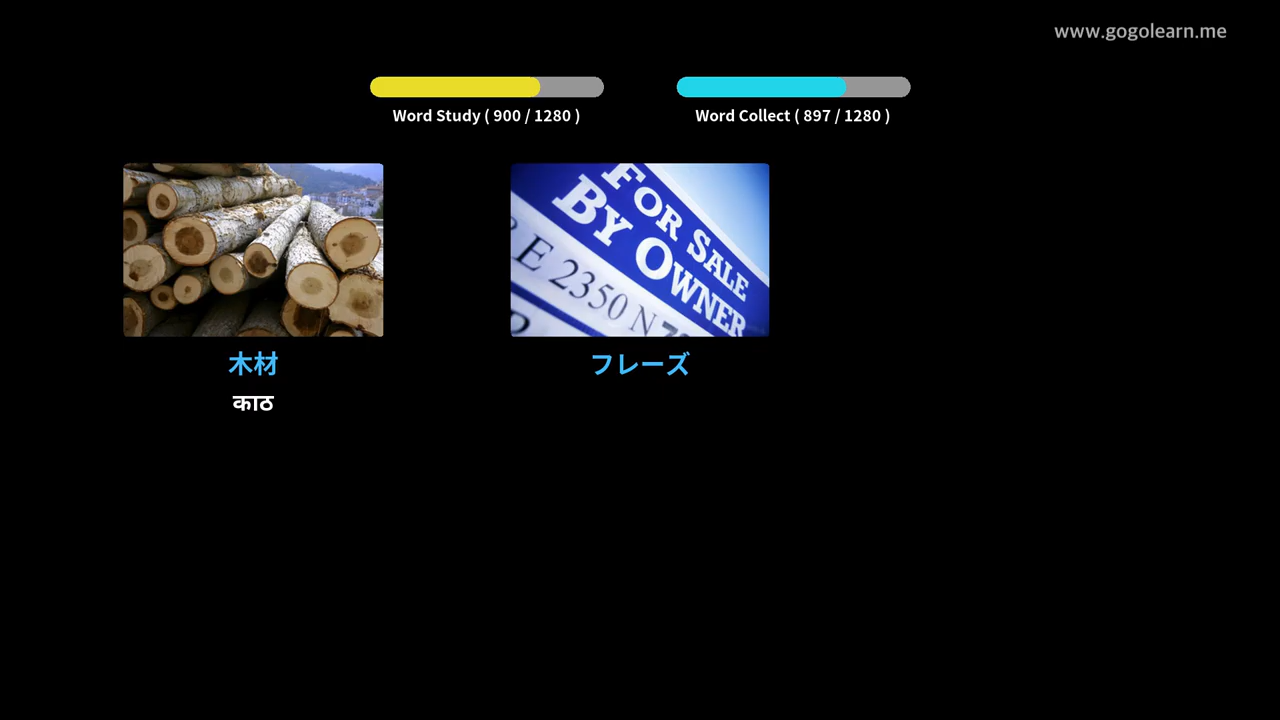 www.gogolearn.me
Word Study ( 900 / 1280 )
Word Collect ( 897 / 1280 )
FOR SALE
BY OWNER
E 2350 N
木材
フレーズ
काठ